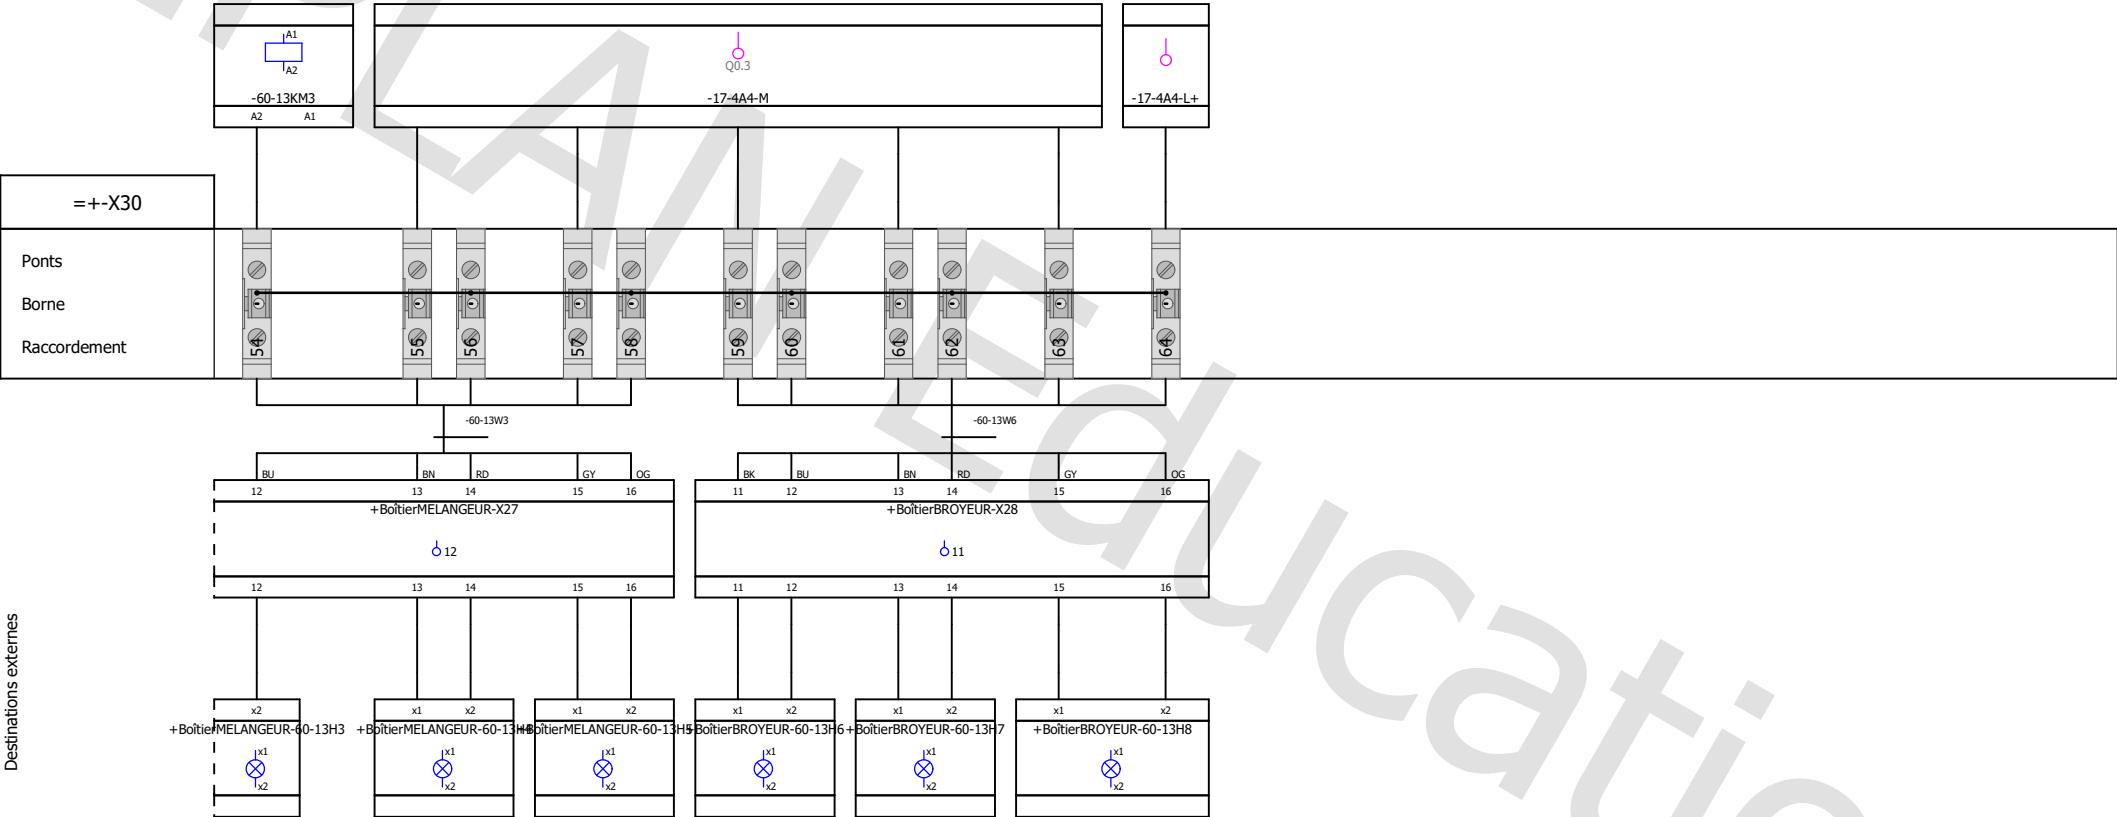 A1
A2
Q0.3
-60-13KM3 -17-4A4-M -17-4A4-L+
A2 A1
=+-X30
Ponts
Borne
Raccordement
54 55 56 57 58 59 60 61 62 63 64
-60-13W3 -60-13W6
BU BN RD GY OG BK BU BN RD GY OG
12 13 14 15 16 11 12 13 14 15 16
+BoîtierMELANGEUR-X27 +BoîtierBROYEUR-X28
12 11
12 13 14 15 16 11 12 13 14 15 16
Destinations externes
x2 x1 x2 x1 x2 x1 x2 x1 x2 x1 x2
+BoîtierMELANGEUR-60-13H3 +BoîtierMELANGEUR-60-13H4 +BoîtierMELANGEUR-60-13H5 +BoîtierBROYEUR-60-13H6 +BoîtierBROYEUR-60-13H7 +BoîtierBROYEUR-60-13H8
x1 x1 x1 x1 x1 x1
x2 x2 x2 x2 x2 x2
PLAN Educatio